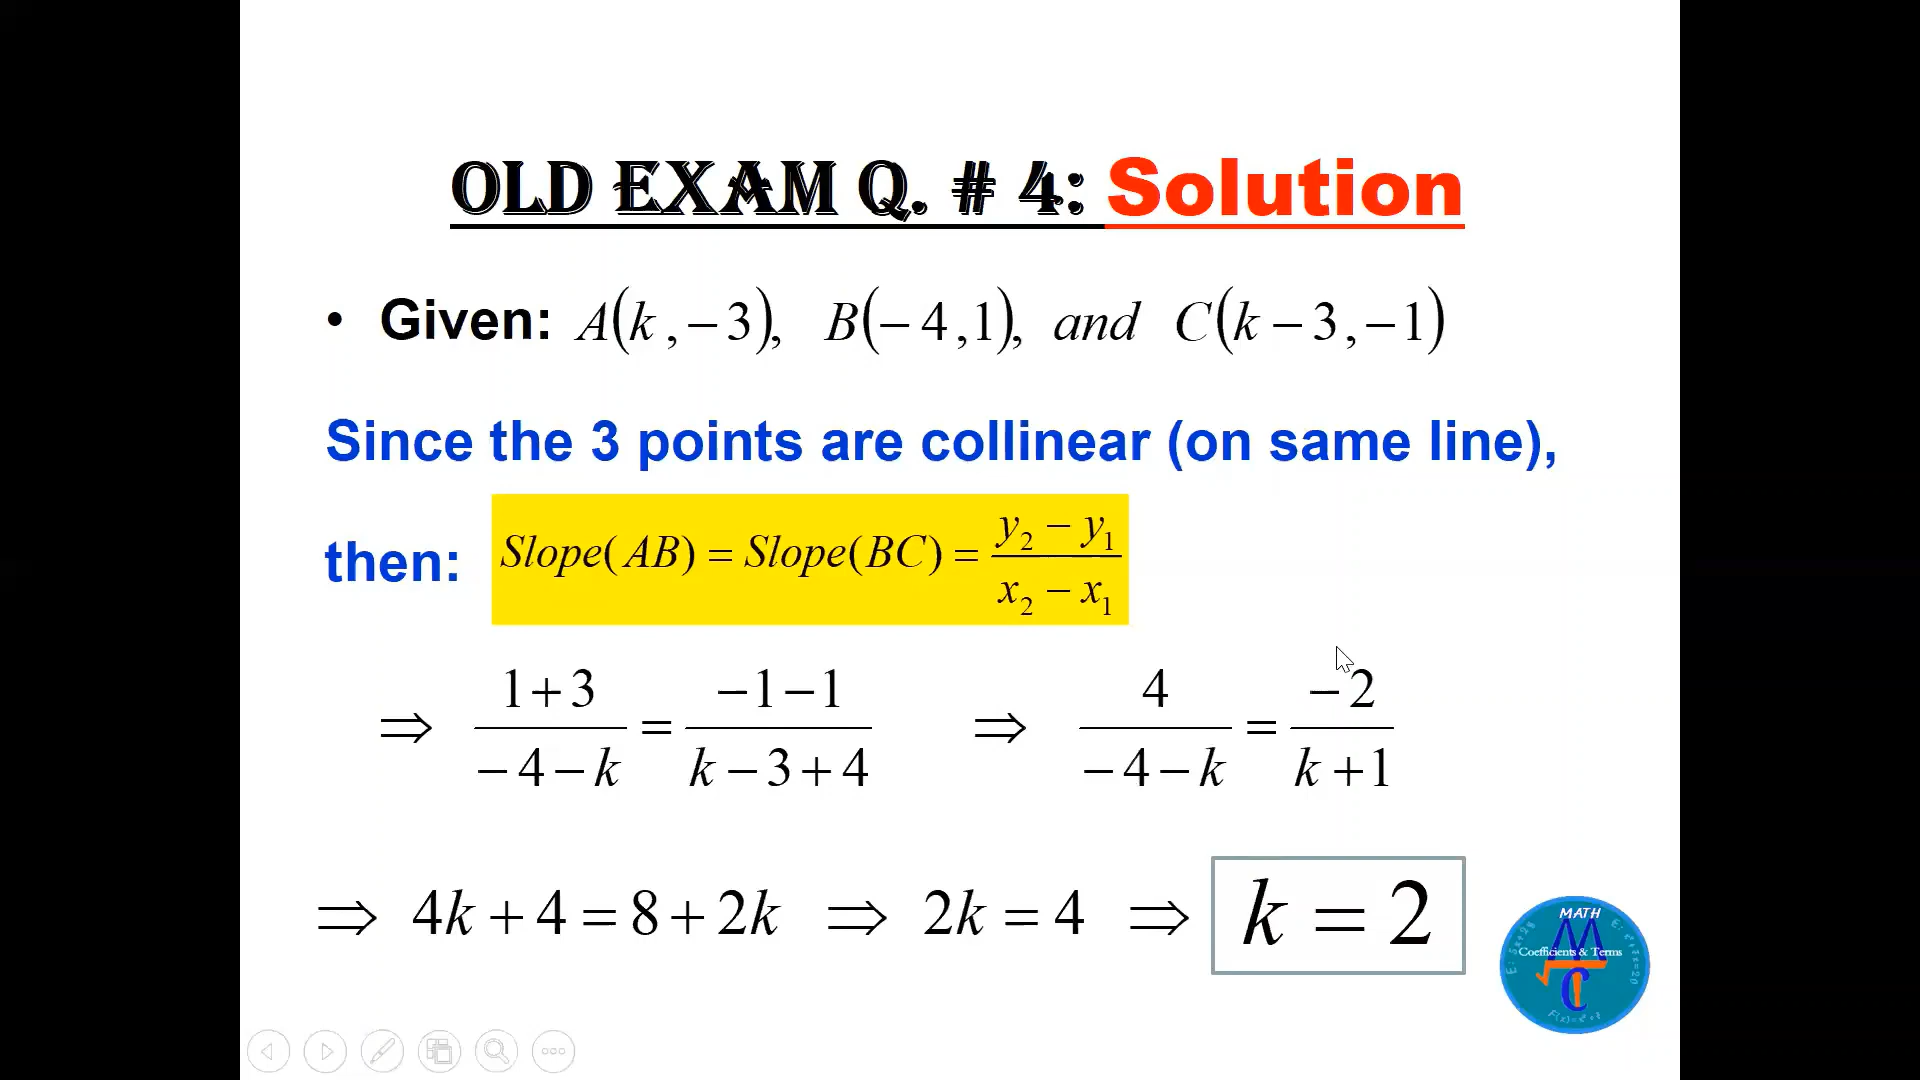 OLD EXAM Q. # 4: Solution
• Given: A(k , − 3), B(− 4 ,1), and C(k − 3 , −1)
Since the 3 points are collinear (on same line),
then: Slope( AB) = Slope( BC) = y₂ − y₁ / x₂ − x₁
⇒ 1 + 3 / − 4 − k = −1 −1 / k − 3 + 4 ⇒ 4 / − 4 − k = − 2 / k + 1
⇒ 4k + 4 = 8 + 2k ⇒ 2k = 4 ⇒ k = 2
MATH
Coefficients & Terms